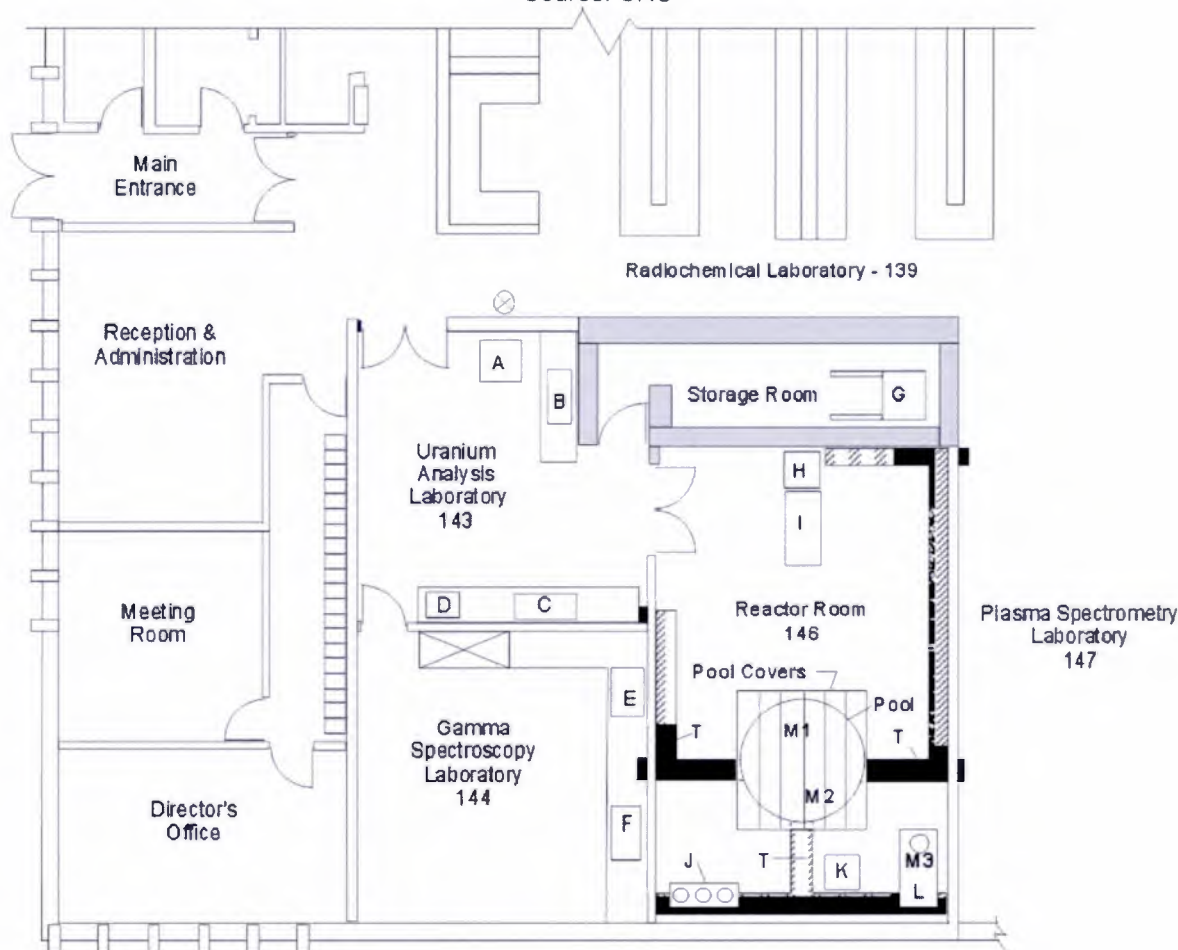 Main
Entrance
Radiochemical Laboratory - 139
Reception &
Administration
A
B
Storage Room
G
Uranium
Analysis
Laboratory
143
H
I
D
C
Reactor Room
146
Plasma Spectrometry
Laboratory
147
Meeting
Room
Pool Covers
Pool
E
M1
T
T
Gamma
Spectroscopy
Laboratory
144
M2
Director's
Office
F
J
T
K
M3
L